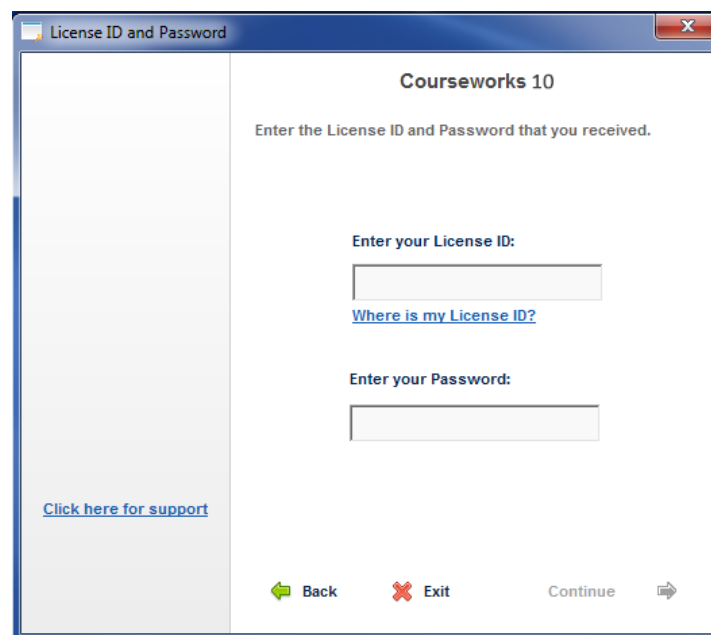 License ID and Password
Courseworks 10
Enter the License ID and Password that you received.
Enter your License ID:
Where is my License ID?
Enter your Password:
Click here for support
Back Exit Continue